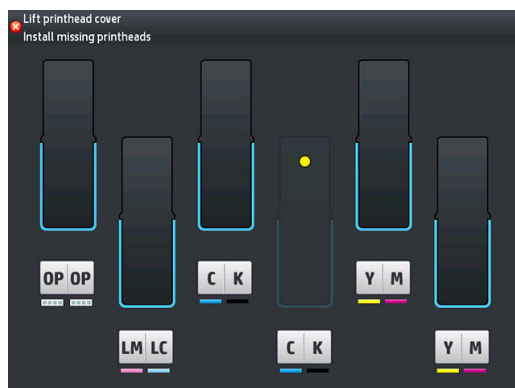 Lift printhead cover
Install missing printheads
OP OP
C K
Y M
LM LC
C K
Y M